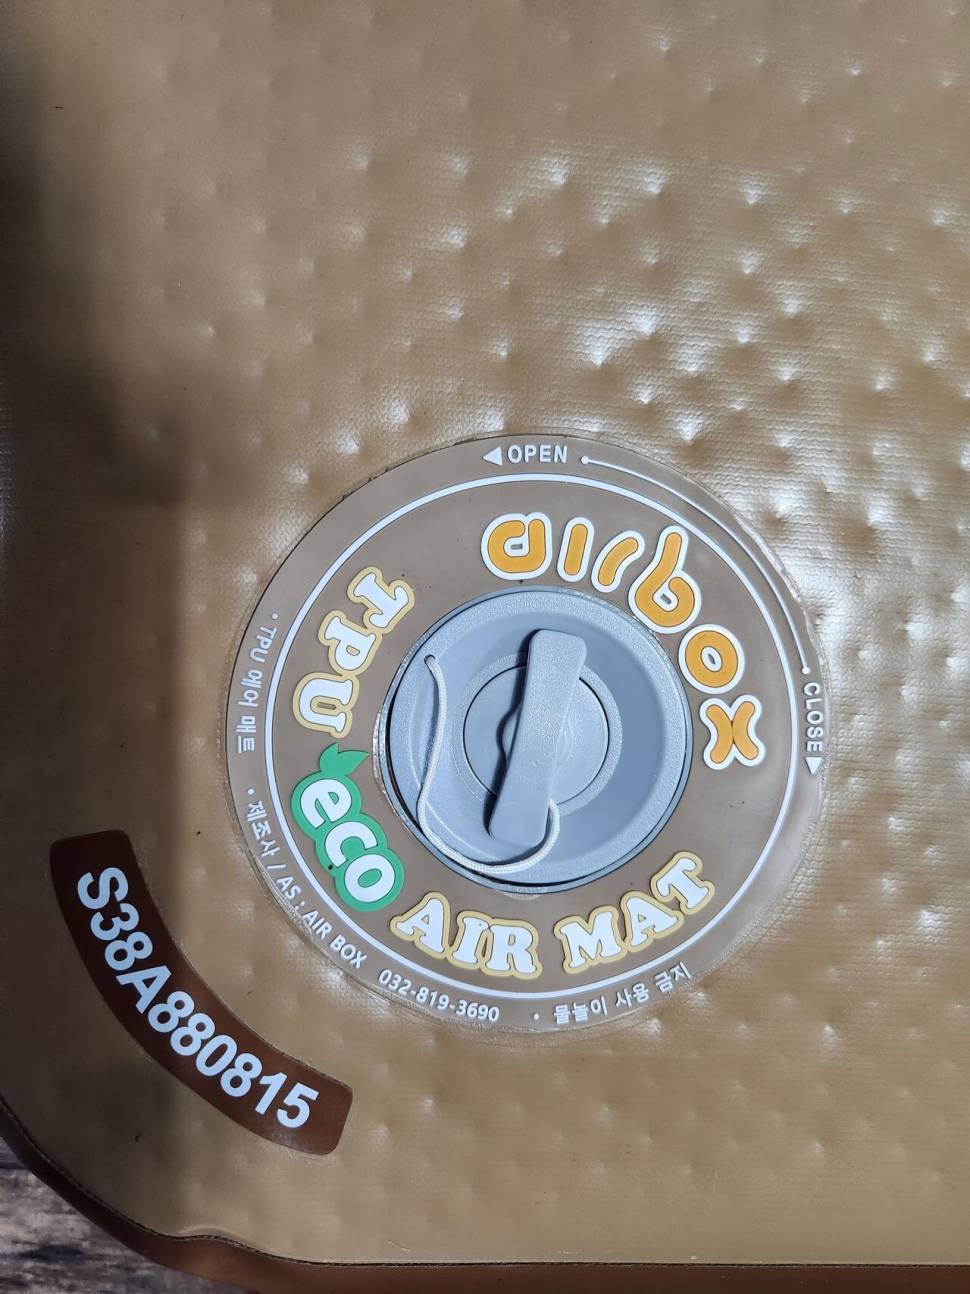 ◀OPEN
CLOSE▶
airbox
TPU
eco
AIR MAT
• TPU 에어 매트
• 제조사 / AS : AIR BOX 032-819-3690
• 물놀이 사용 금지
S38A880815